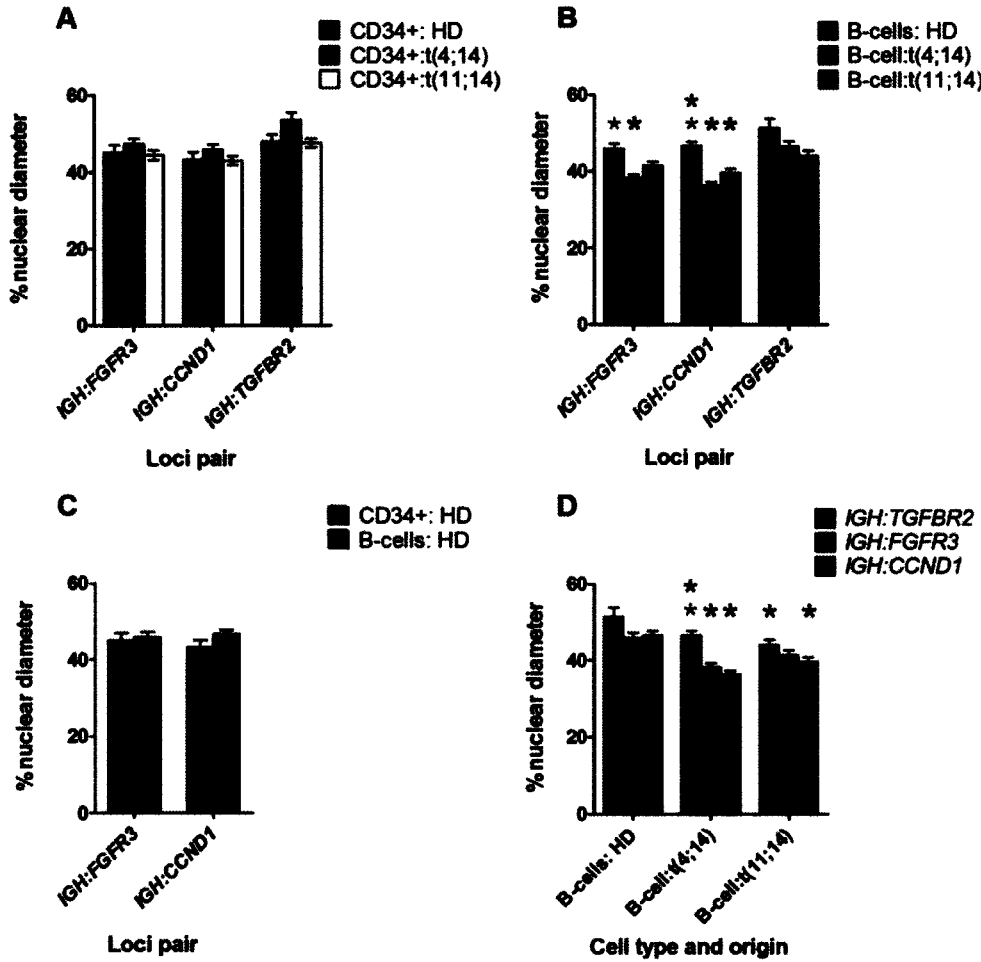 A
CD34+: HD
CD34+:t(4;14)
CD34+:t(11;14)
60
40
20
0
% nuclear diameter
IGH:FGFR3
IGH:CCND1
IGH:TGFBR2
Loci pair
B
B-cells: HD
B-cell:t(4;14)
B-cell:t(11;14)
60
40
20
0
% nuclear diameter
*
* * * * *
IGH:FGFR3
IGH:CCND1
IGH:TGFBR2
Loci pair
C
CD34+: HD
B-cells: HD
60
40
20
0
% nuclear diameter
IGH:FGFR3
IGH:CCND1
Loci pair
D
IGH:TGFBR2
IGH:FGFR3
IGH:CCND1
60
40
20
0
% nuclear diameter
*
* * * * *
B-cells: HD
B-cell:t(4;14)
B-cell:t(11;14)
Cell type and origin